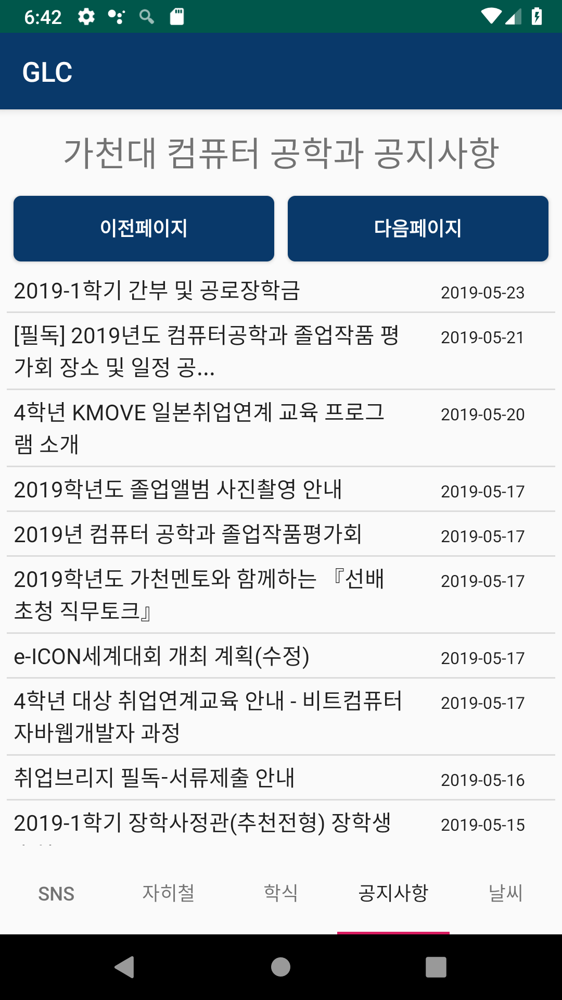 6:42
GLC
가천대 컴퓨터 공학과 공지사항
이전페이지
다음페이지
2019-1학기 간부 및 공로장학금
2019-05-23
[필독] 2019년도 컴퓨터공학과 졸업작품 평
2019-05-21
가회 장소 및 일정 공...
4학년 KMOVE 일본취업연계 교육 프로그
2019-05-20
램 소개
2019학년도 졸업앨범 사진촬영 안내
2019-05-17
2019년 컴퓨터 공학과 졸업작품평가회
2019-05-17
2019학년도 가천멘토와 함께하는 『선배
2019-05-17
초청 직무토크』
e-ICON세계대회 개최 계획(수정)
2019-05-17
4학년 대상 취업연계교육 안내 - 비트컴퓨터
2019-05-17
자바웹개발자 과정
취업브리지 필독-서류제출 안내
2019-05-16
2019-1학기 장학사정관(추천전형) 장학생
2019-05-15
SNS
자히철
학식
공지사항
날씨